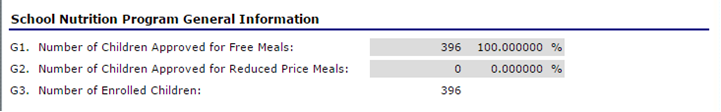 School Nutrition Program General Information
G1. Number of Children Approved for Free Meals: 396 100.000000 %
G2. Number of Children Approved for Reduced Price Meals: 0 0.000000 %
G3. Number of Enrolled Children: 396